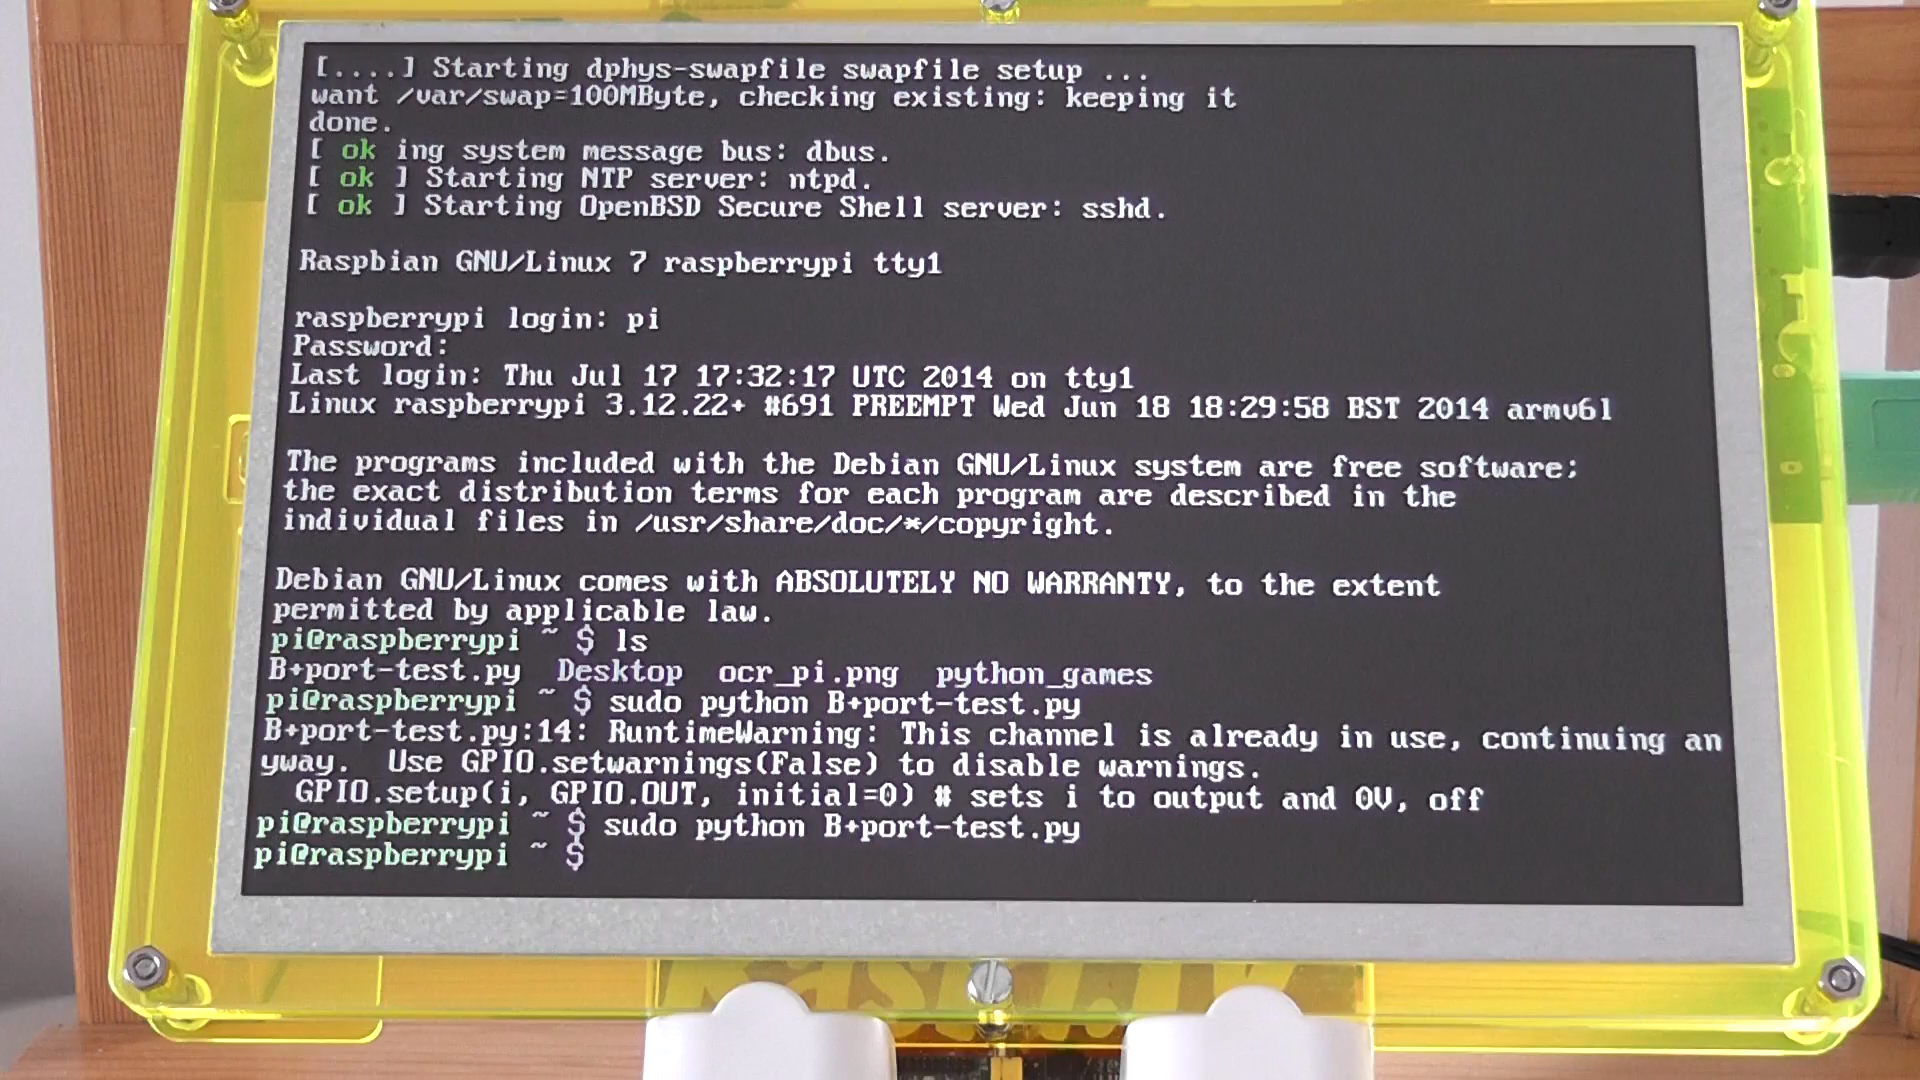 [....] Starting dphys-swapfile swapfile setup ...
want /var/swap=100MByte, checking existing: keeping it
done.
[ ok ing system message bus: dbus.
[ ok ] Starting NTP server: ntpd.
[ ok ] Starting OpenBSD Secure Shell server: sshd.
Raspbian GNU/Linux 7 raspberrypi tty1
raspberrypi login: pi
Password:
Last login: Thu Jul 17 17:32:17 UTC 2014 on tty1
Linux raspberrypi 3.12.22+ #691 PREEMPT Wed Jun 18 18:29:58 BST 2014 armv6l
The programs included with the Debian GNU/Linux system are free software;
the exact distribution terms for each program are described in the
individual files in /usr/share/doc/*/copyright.
Debian GNU/Linux comes with ABSOLUTELY NO WARRANTY, to the extent
permitted by applicable law.
pi@raspberrypi ~ $ ls
B+port-test.py  Desktop  ocr_pi.png  python_games
pi@raspberrypi ~ $ sudo python B+port-test.py
B+port-test.py:14: RuntimeWarning: This channel is already in use, continuing an
yway.  Use GPIO.setwarnings(False) to disable warnings.
  GPIO.setup(i, GPIO.OUT, initial=0) # sets i to output and 0V, off
pi@raspberrypi ~ $ sudo python B+port-test.py
pi@raspberrypi ~ $